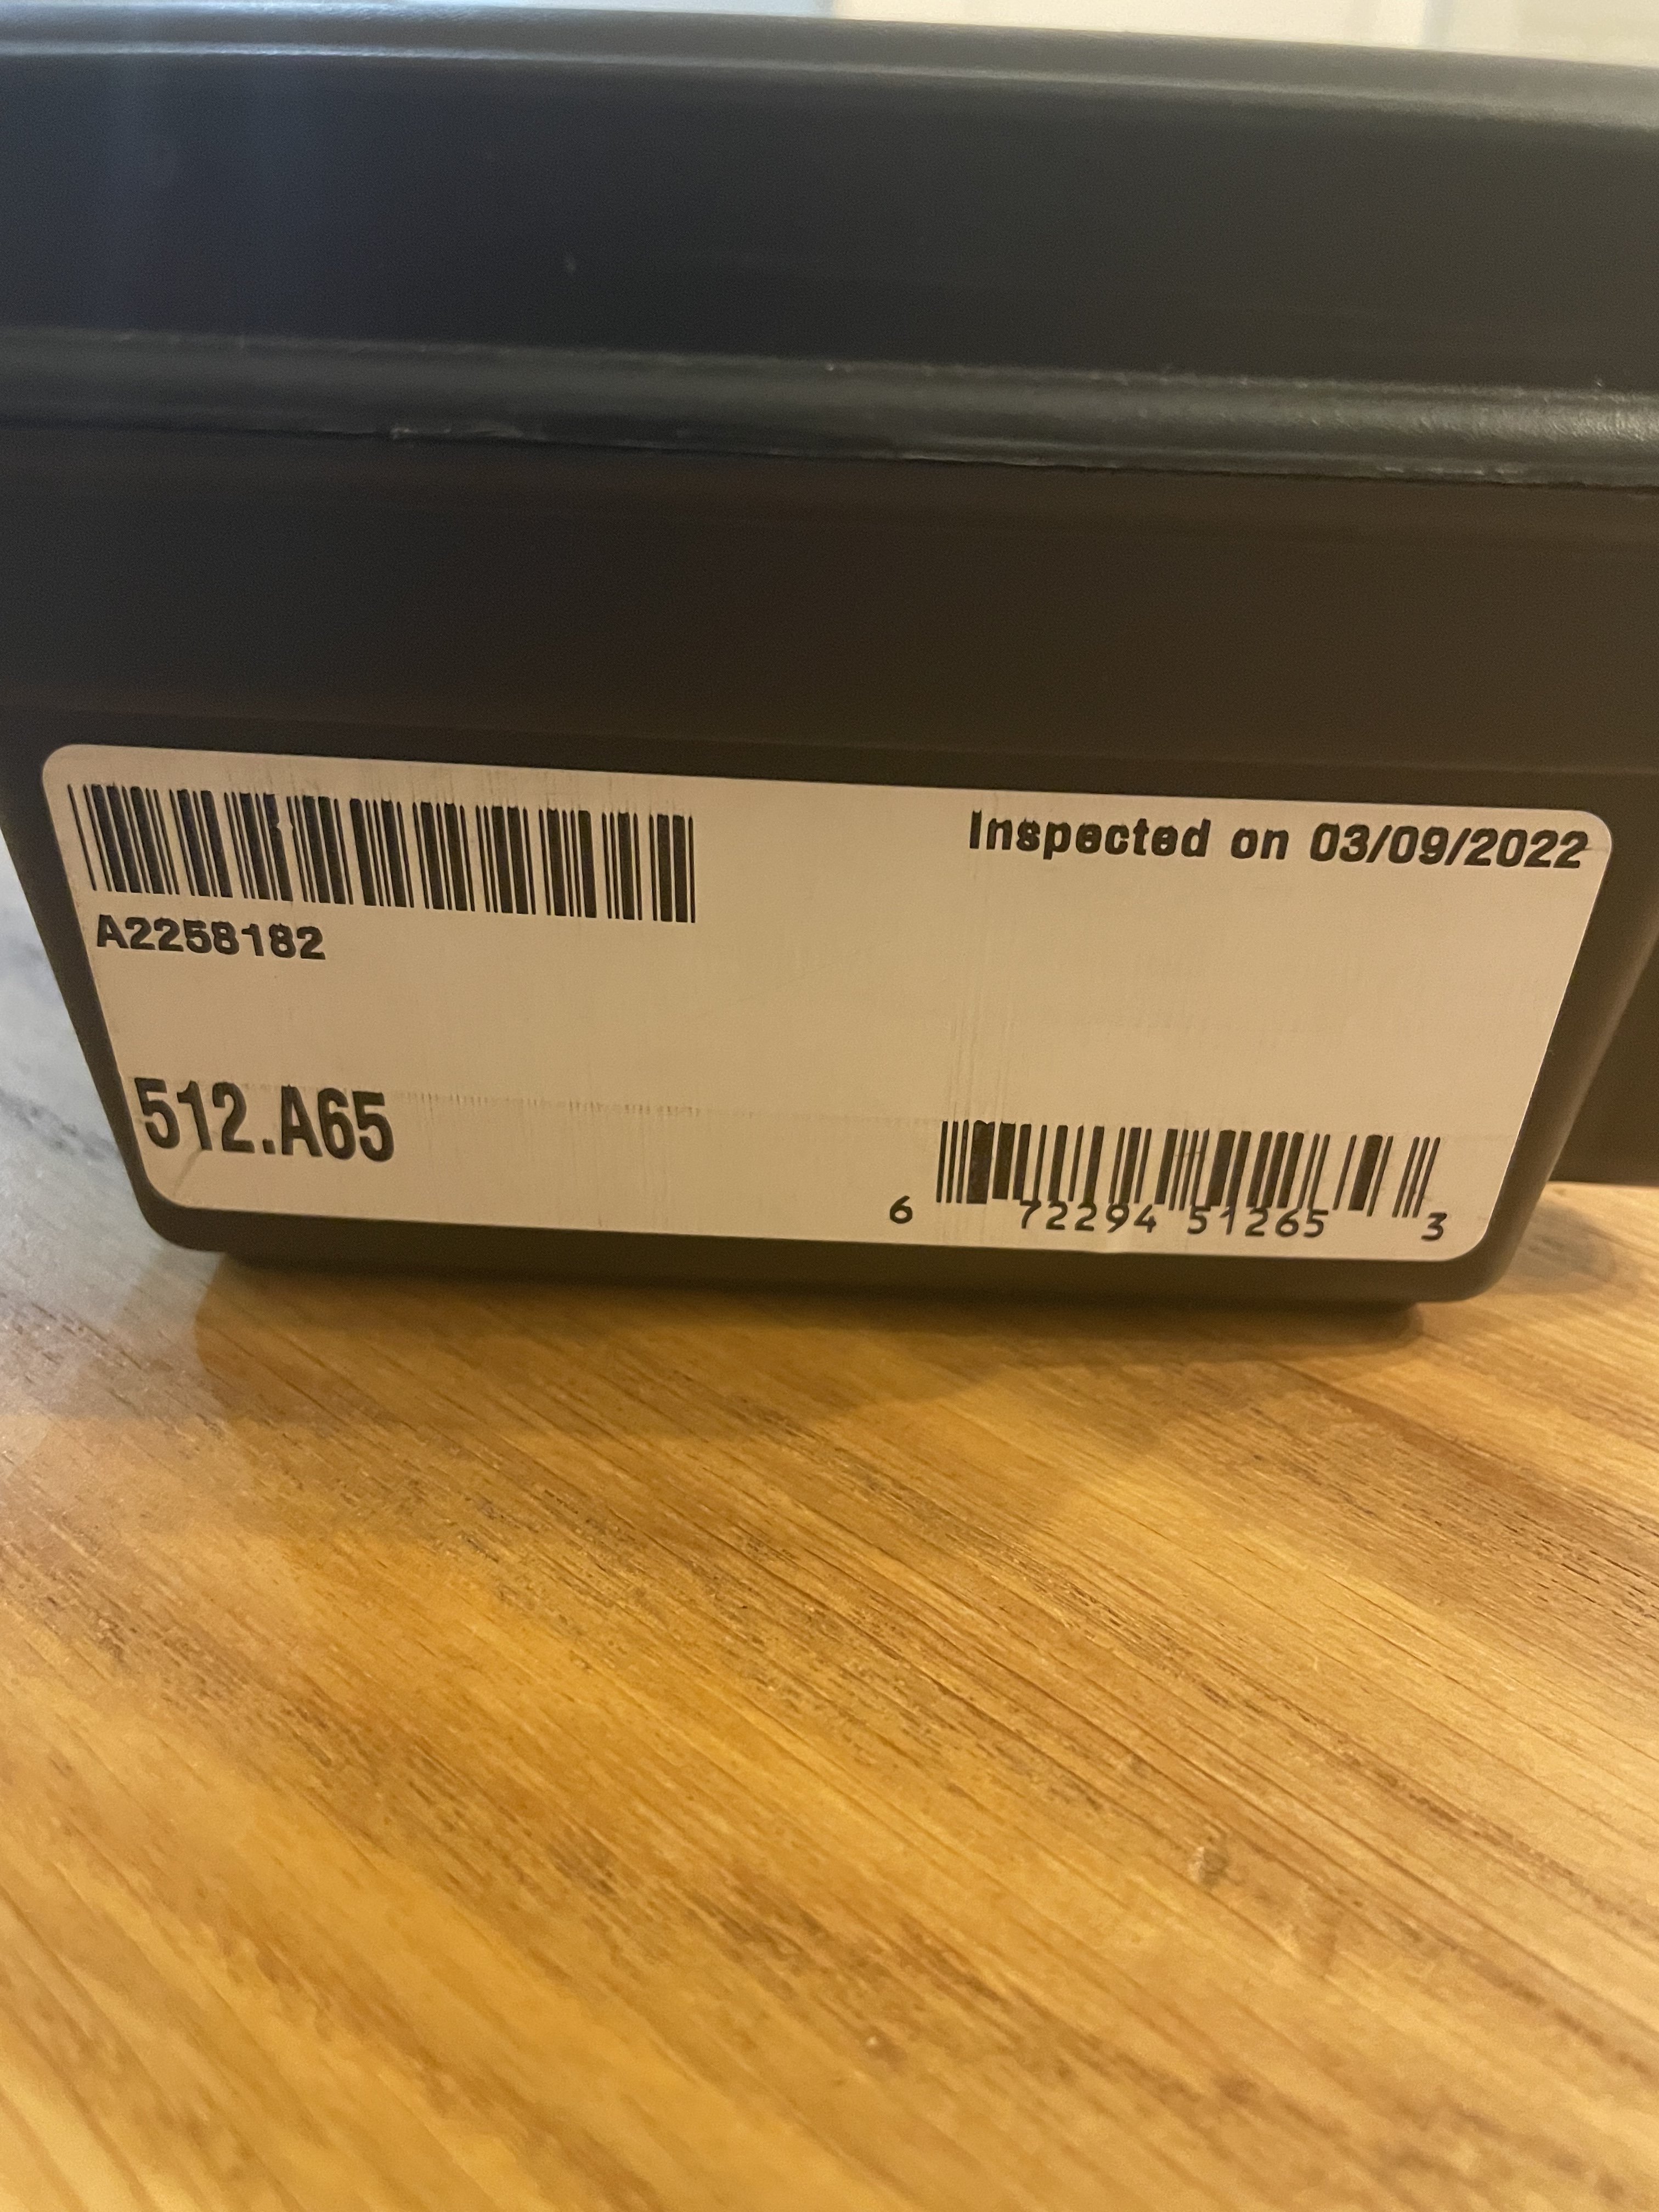 Inspected on 03/09/2022
A2258182
512.A65
6 72294 51265 3